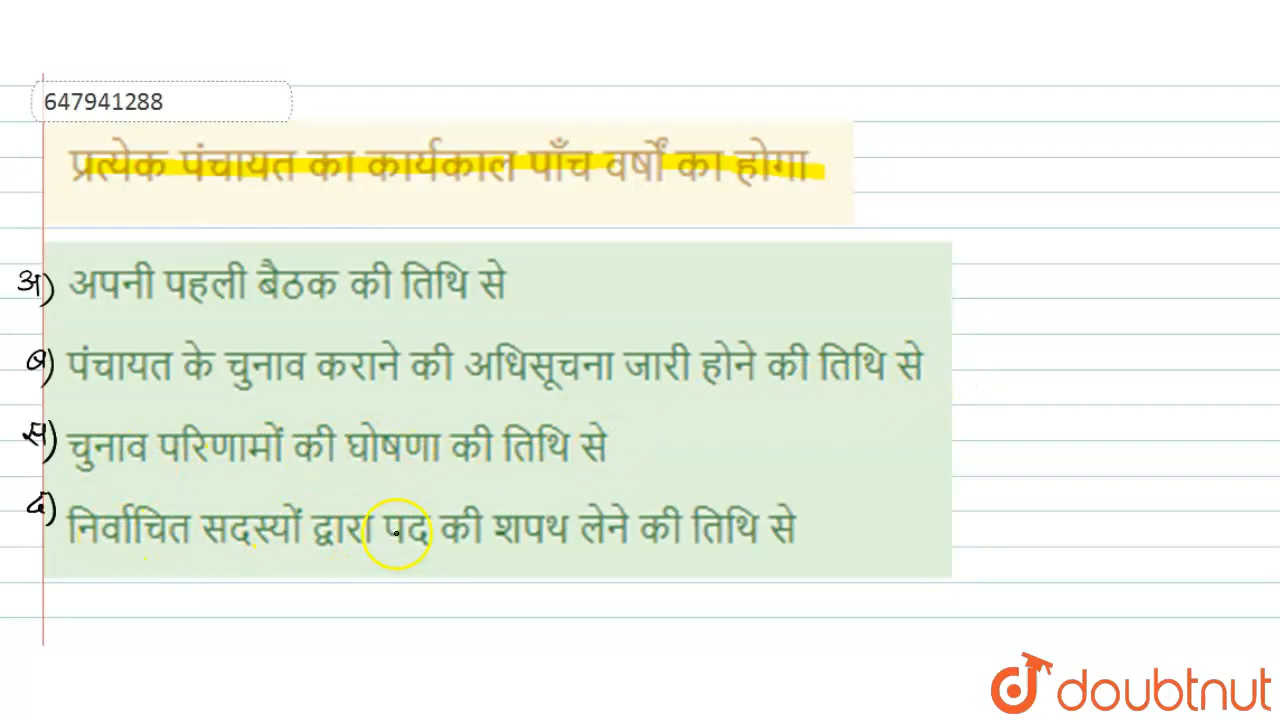 647941288
प्रत्येक पंचायत का कार्यकाल पाँच वर्षों का होगा
अ) अपनी पहली बैठक की तिथि से
ब) पंचायत के चुनाव कराने की अधिसूचना जारी होने की तिथि से
स) चुनाव परिणामों की घोषणा की तिथि से
द) निर्वाचित सदस्यों द्वारा पद की शपथ लेने की तिथि से
doubtnut